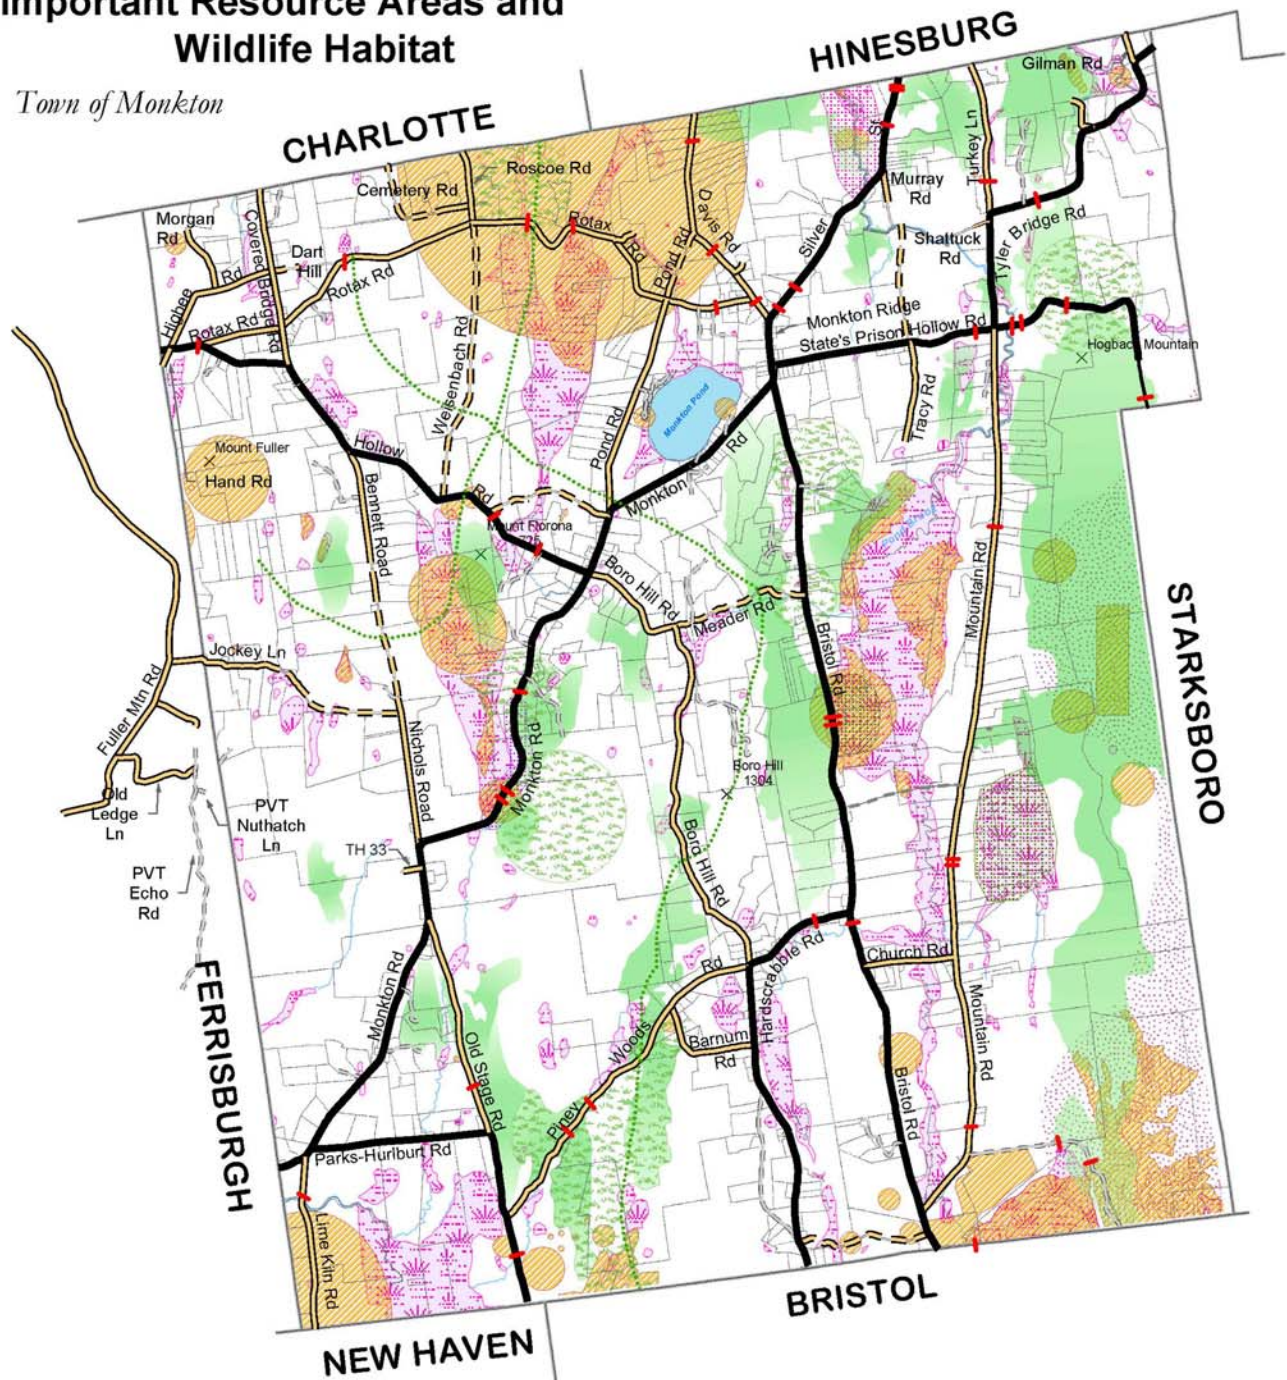 Important Resource Areas and
Wildlife Habitat
Town of Monkton
HINESBURG
CHARLOTTE
Gilman Rd
Roscoe Rd
Cemetery Rd
St
Turkey Ln
Murray
Rd
Morgan
Rd
Covered Bridge Rd
Dart
Hill
Rd
Rotax
Rd
Davis Rd
Pond Rd
Silver
Shattuck
Rd
Tyler Bridge Rd
Rotax Rd
Higbee
Rotax Rd
Monkton Ridge
State's Prison Hollow Rd
Hogback Mountain
Weisenbach Rd
Monkton Pond
Tracy Rd
Pond Rd
Rd
Hollow
Mount Fuller
Hand Rd
Rd
Monkton
Bennett Road
Mount Florona
725
Boro Hill Rd
Meader Rd
Mountain Rd
STARKSBORO
Jockey Ln
Bristol Rd
Fuller Mtn Rd
Nichols Road
Monkton Rd
Boro Hill
1304
Old
Ledge
Ln
PVT
Nuthatch
Ln
TH 33
Boro Hill Rd
PVT
Echo
Rd
FERRISBURGH
Monkton Rd
Rd
Hardscrabble Rd
Church Rd
Mountain Rd
Old Stage Rd
Woods
Barnum
Rd
Piney
Bristol Rd
Parks-Hurlburt Rd
Lime Kiln Rd
BRISTOL
NEW HAVEN